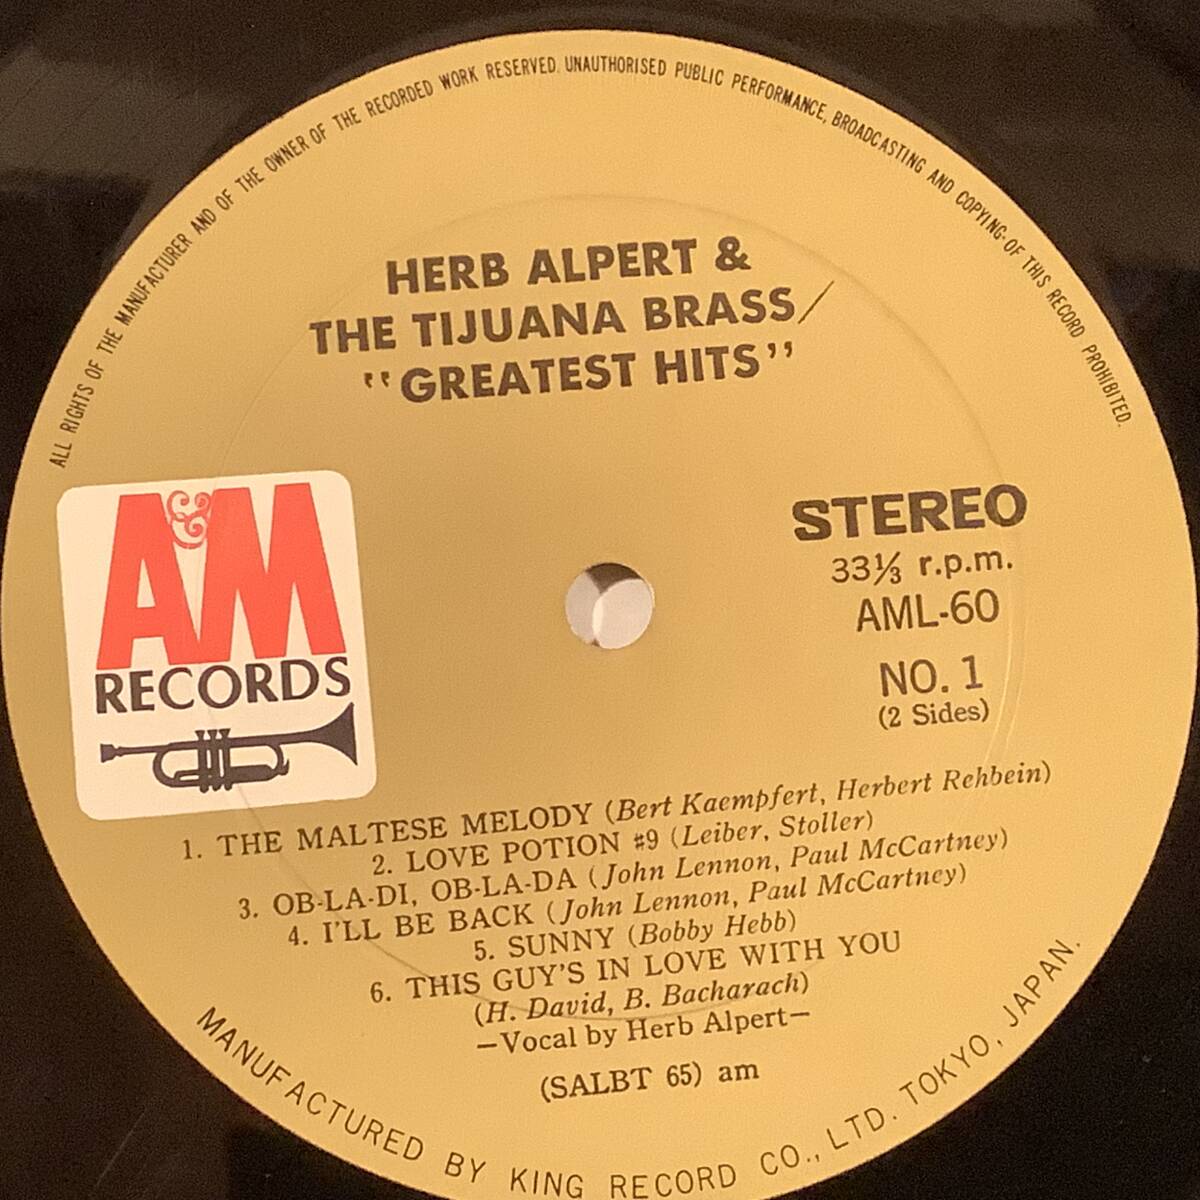 ALL RIGHTS OF THE MANUFACTURER AND OF THE OWNER OF THE RECORDED WORK RESERVED. UNAUTHORISED PUBLIC PERFORMANCE, BROADCASTING AND COPYING OF THIS RECORD PROHIBITED.
HERB ALPERT &
THE TIJUANA BRASS/
"GREATEST HITS"
A&M
RECORDS
STEREO
33⅓ r.p.m.
AML-60
NO. 1
(2 Sides)
1. THE MALTESE MELODY (Bert Kaempfert, Herbert Rehbein)
2. LOVE POTION #9 (Leiber, Stoller)
3. OB-LA-DI, OB-LA-DA (John Lennon, Paul McCartney)
4. I'LL BE BACK (John Lennon, Paul McCartney)
5. SUNNY (Bobby Hebb)
6. THIS GUY'S IN LOVE WITH YOU
(H. David, B. Bacharach)
—Vocal by Herb Alpert—
(SALBT 65) am
MANUFACTURED BY KING RECORD CO., LTD. TOKYO, JAPAN.